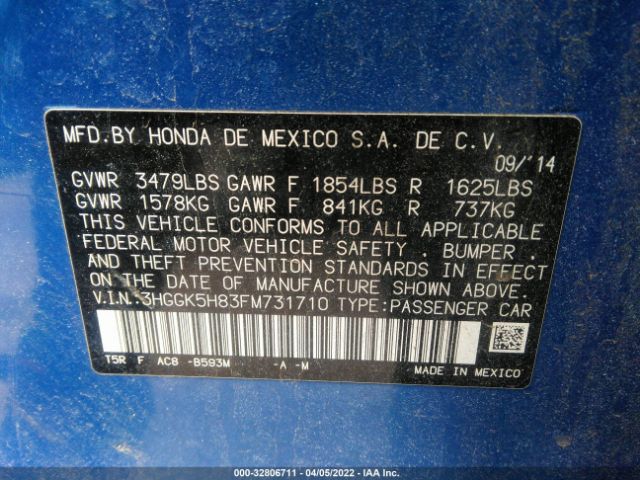 MFD.BY HONDA DE MEXICO S.A. DE C.V.
09/'14
GVWR 3479LBS GAWR F 1854LBS R 1625LBS
GVWR 1578KG GAWR F 841KG R 737KG
THIS VEHICLE CONFORMS TO ALL APPLICABLE
FEDERAL MOTOR VEHICLE SAFETY . BUMPER .
AND THEFT PREVENTION STANDARDS IN EFFECT
ON THE DATE OF MANUFACTURE SHOWN ABOVE.
V.I.N.:3HGGK5H83FM731710 TYPE:PASSENGER CAR
T5R F AC8 -B593M -A -M
MADE IN MEXICO
000-32806711 - 04/05/2022 - IAA Inc.